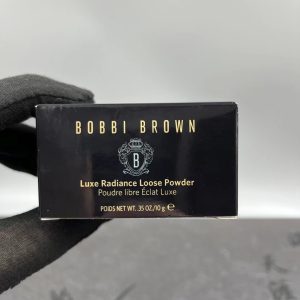 BOBBI BROWN
B
Luxe Radiance Loose Powder
Poudre libre Éclat Luxe
POIDS NET WT. .35 OZ/10 g ℮